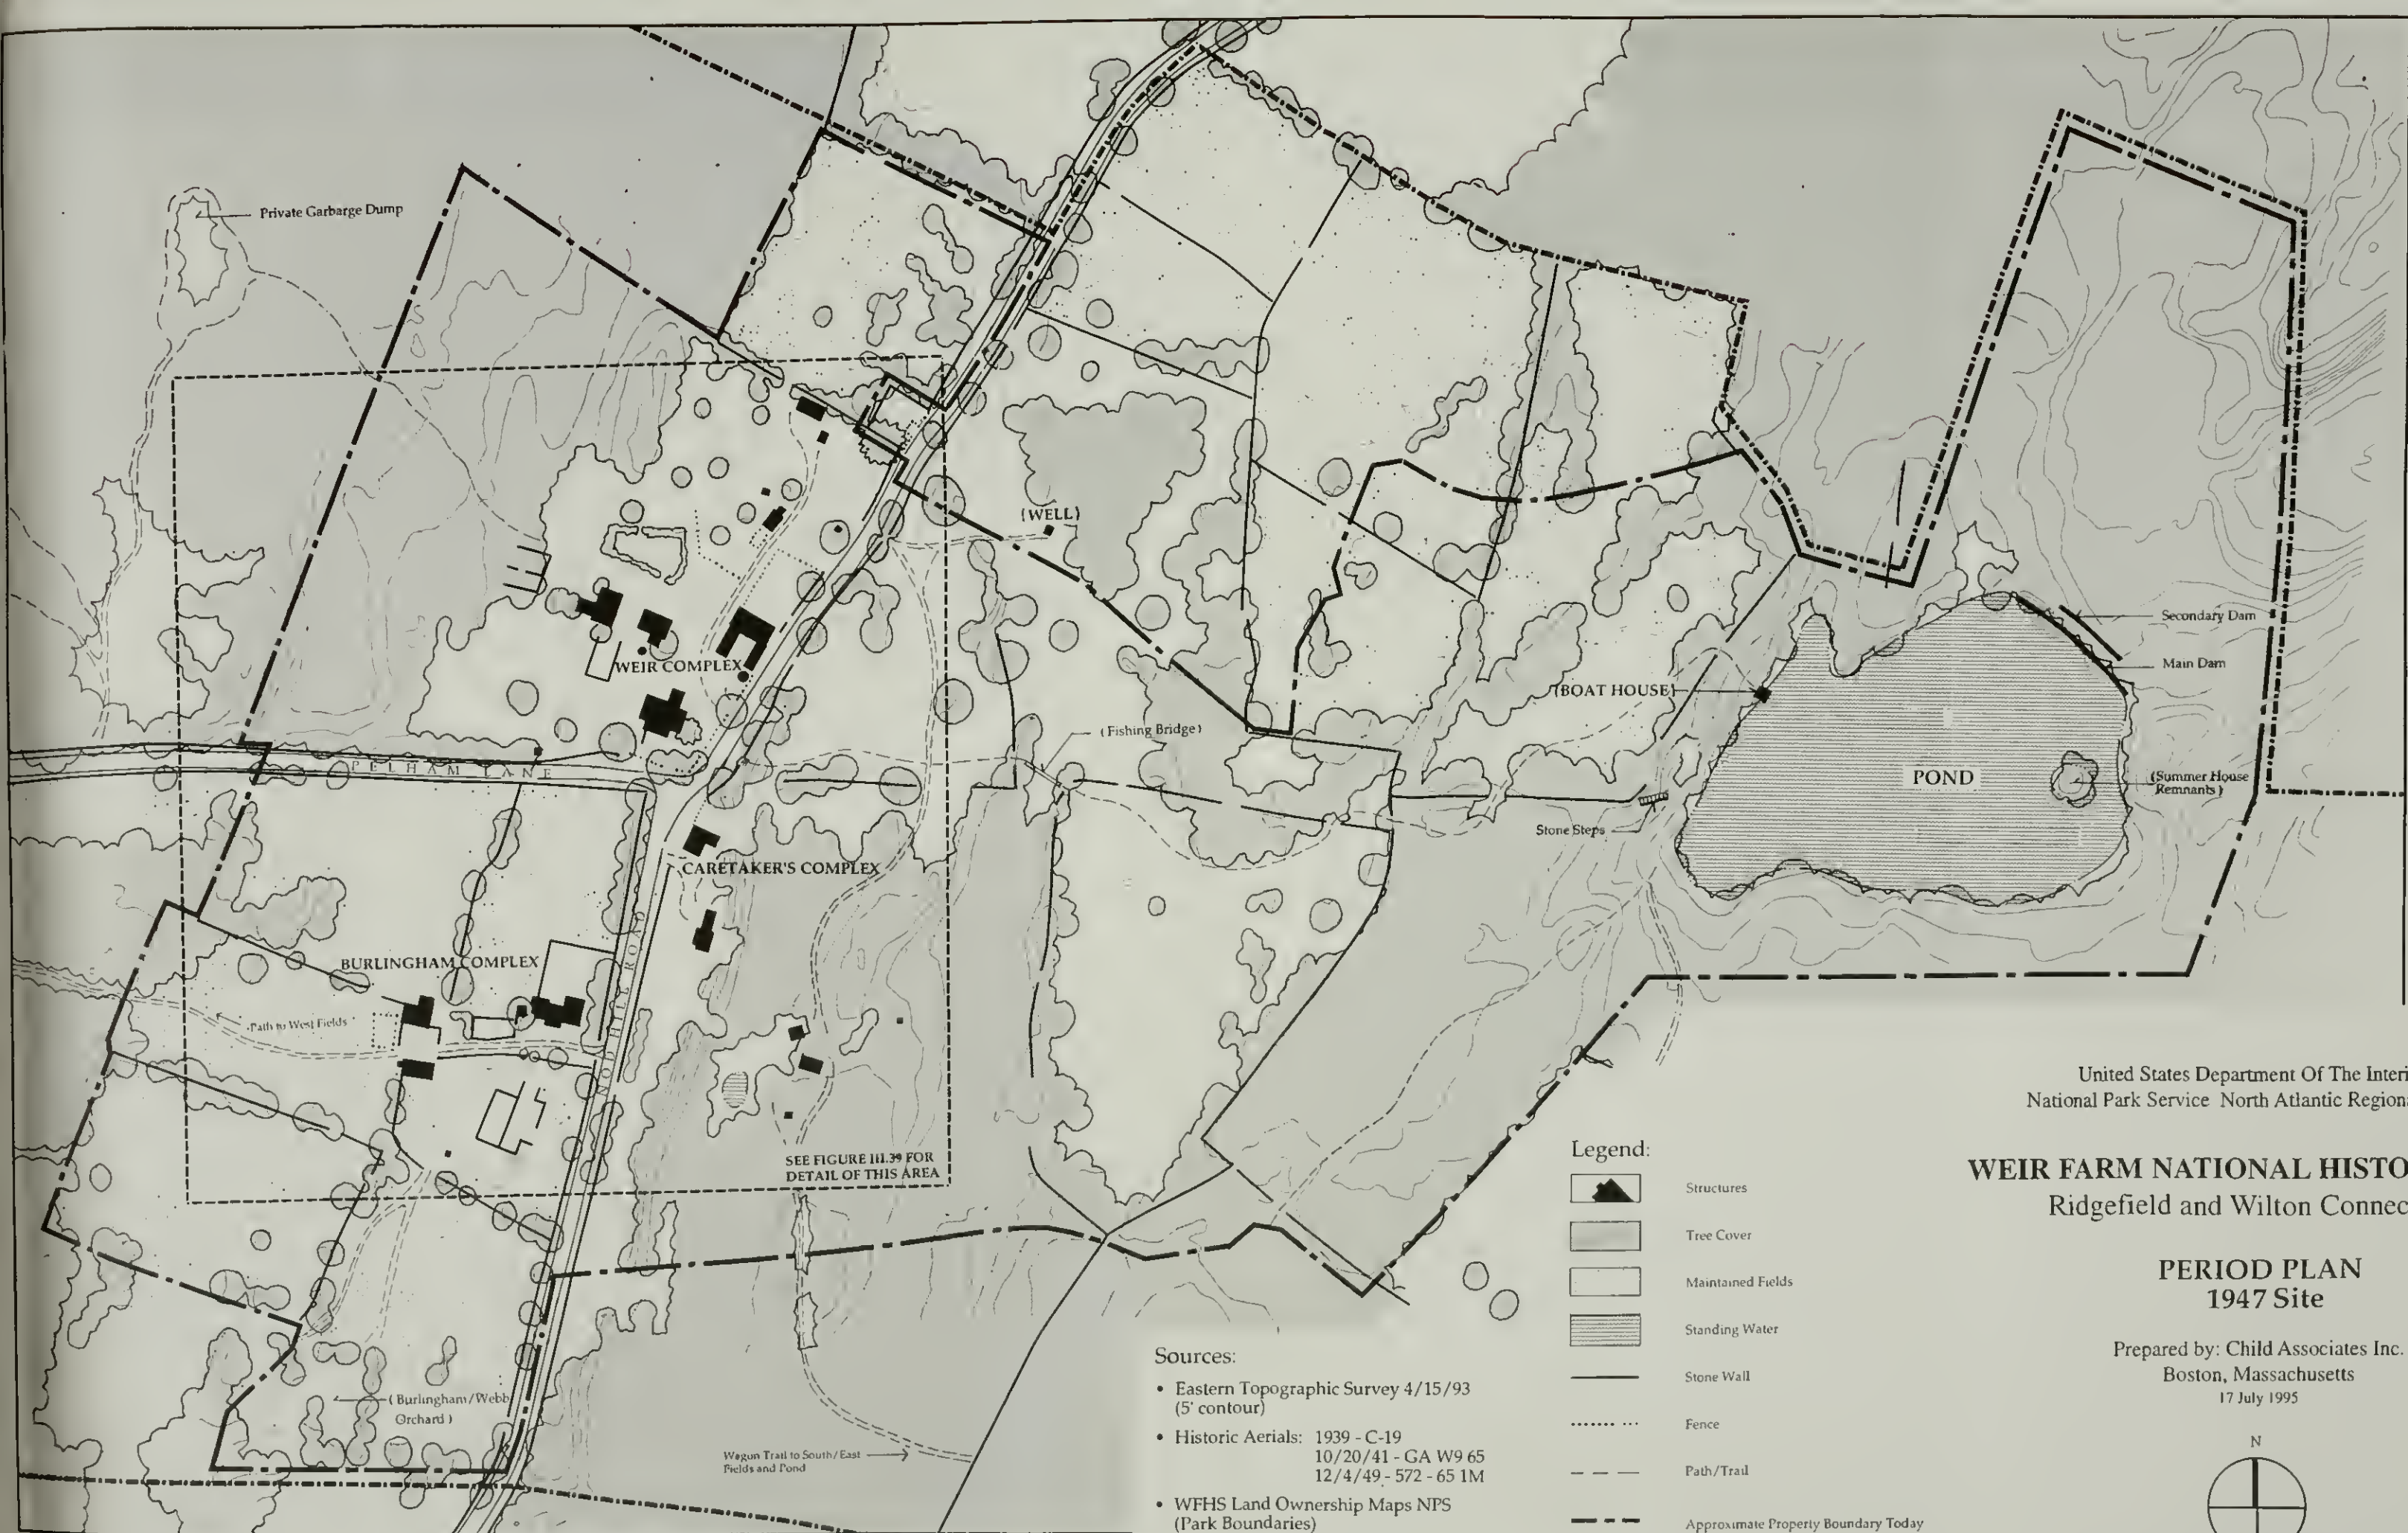 Private Garbarge Dump
(WELL)
WEIR COMPLEX
(BOAT HOUSE)
Secondary Dam
Main Dam
(Fishing Bridge)
PELHAM LANE
POND
(Summer House
Remnants)
Stone Steps
CARETAKER'S COMPLEX
BURLINGHAM COMPLEX
NOD HILL ROAD
Path to West Fields
SEE FIGURE III.39 FOR
DETAIL OF THIS AREA
(Burlingham/Webb
Orchard)
Wagon Trail to South/East
Fields and Pond
Sources:
• Eastern Topographic Survey 4/15/93
(5' contour)
• Historic Aerials: 1939 - C-19
10/20/41 - GA W9 65
12/4/49 - 572 - 65 1M
• WFHS Land Ownership Maps NPS
(Park Boundaries)
Legend:
Structures
Tree Cover
Maintained Fields
Standing Water
Stone Wall
Fence
Path/Trail
Approximate Property Boundary Today
United States Department Of The Interi
National Park Service North Atlantic Regiona
WEIR FARM NATIONAL HISTO
Ridgefield and Wilton Connec
PERIOD PLAN
1947 Site
Prepared by: Child Associates Inc.
Boston, Massachusetts
17 July 1995
N